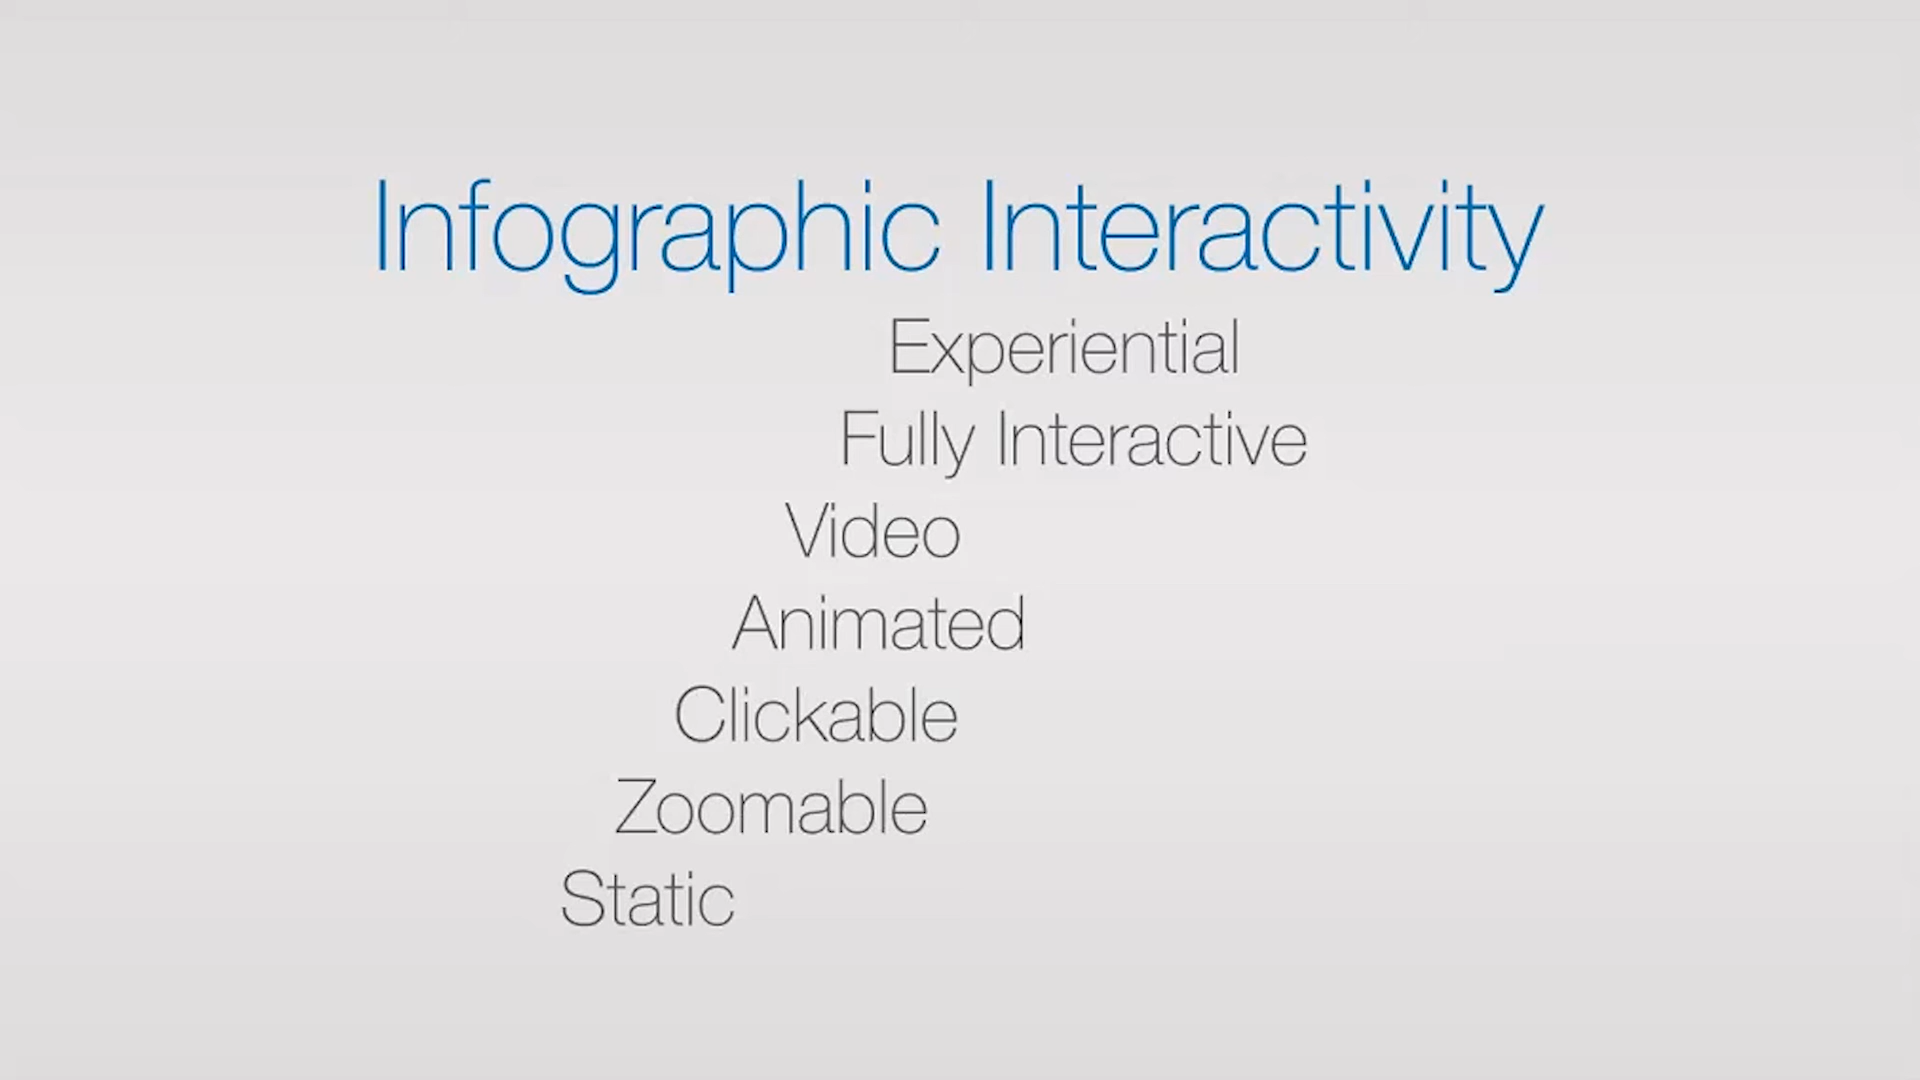 Infographic Interactivity
Experiential
Fully Interactive
Video
Animated
Clickable
Zoomable
Static